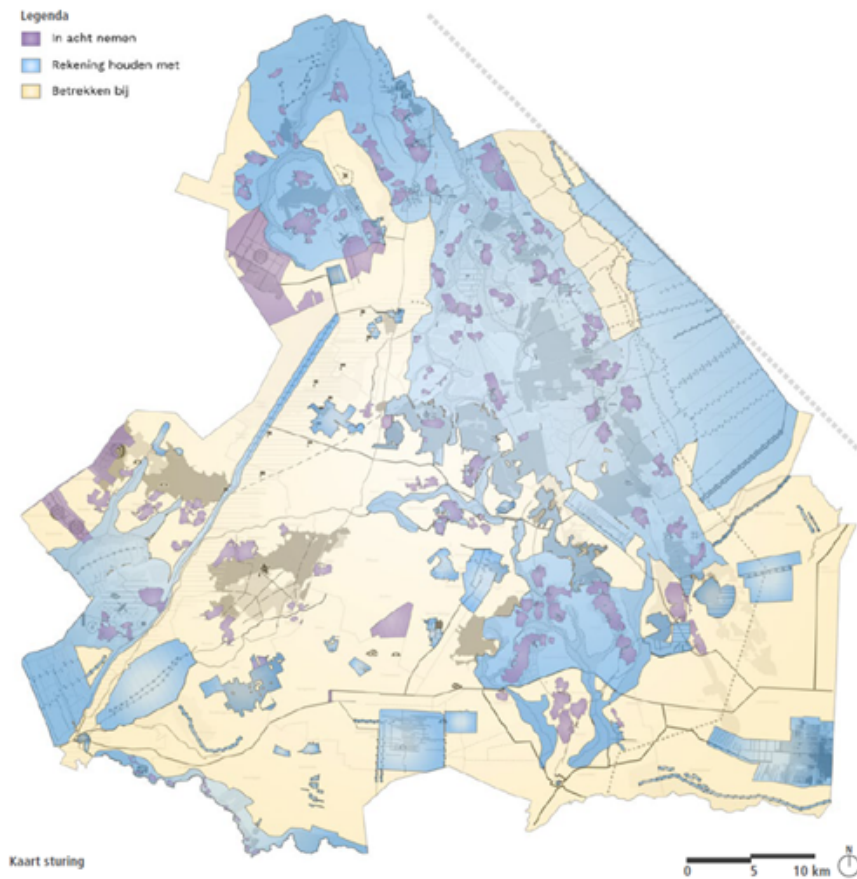 Legenda
In acht nemen
Rekening houden met
Betrekken bij
Kaart sturing
N
0 5 10 km